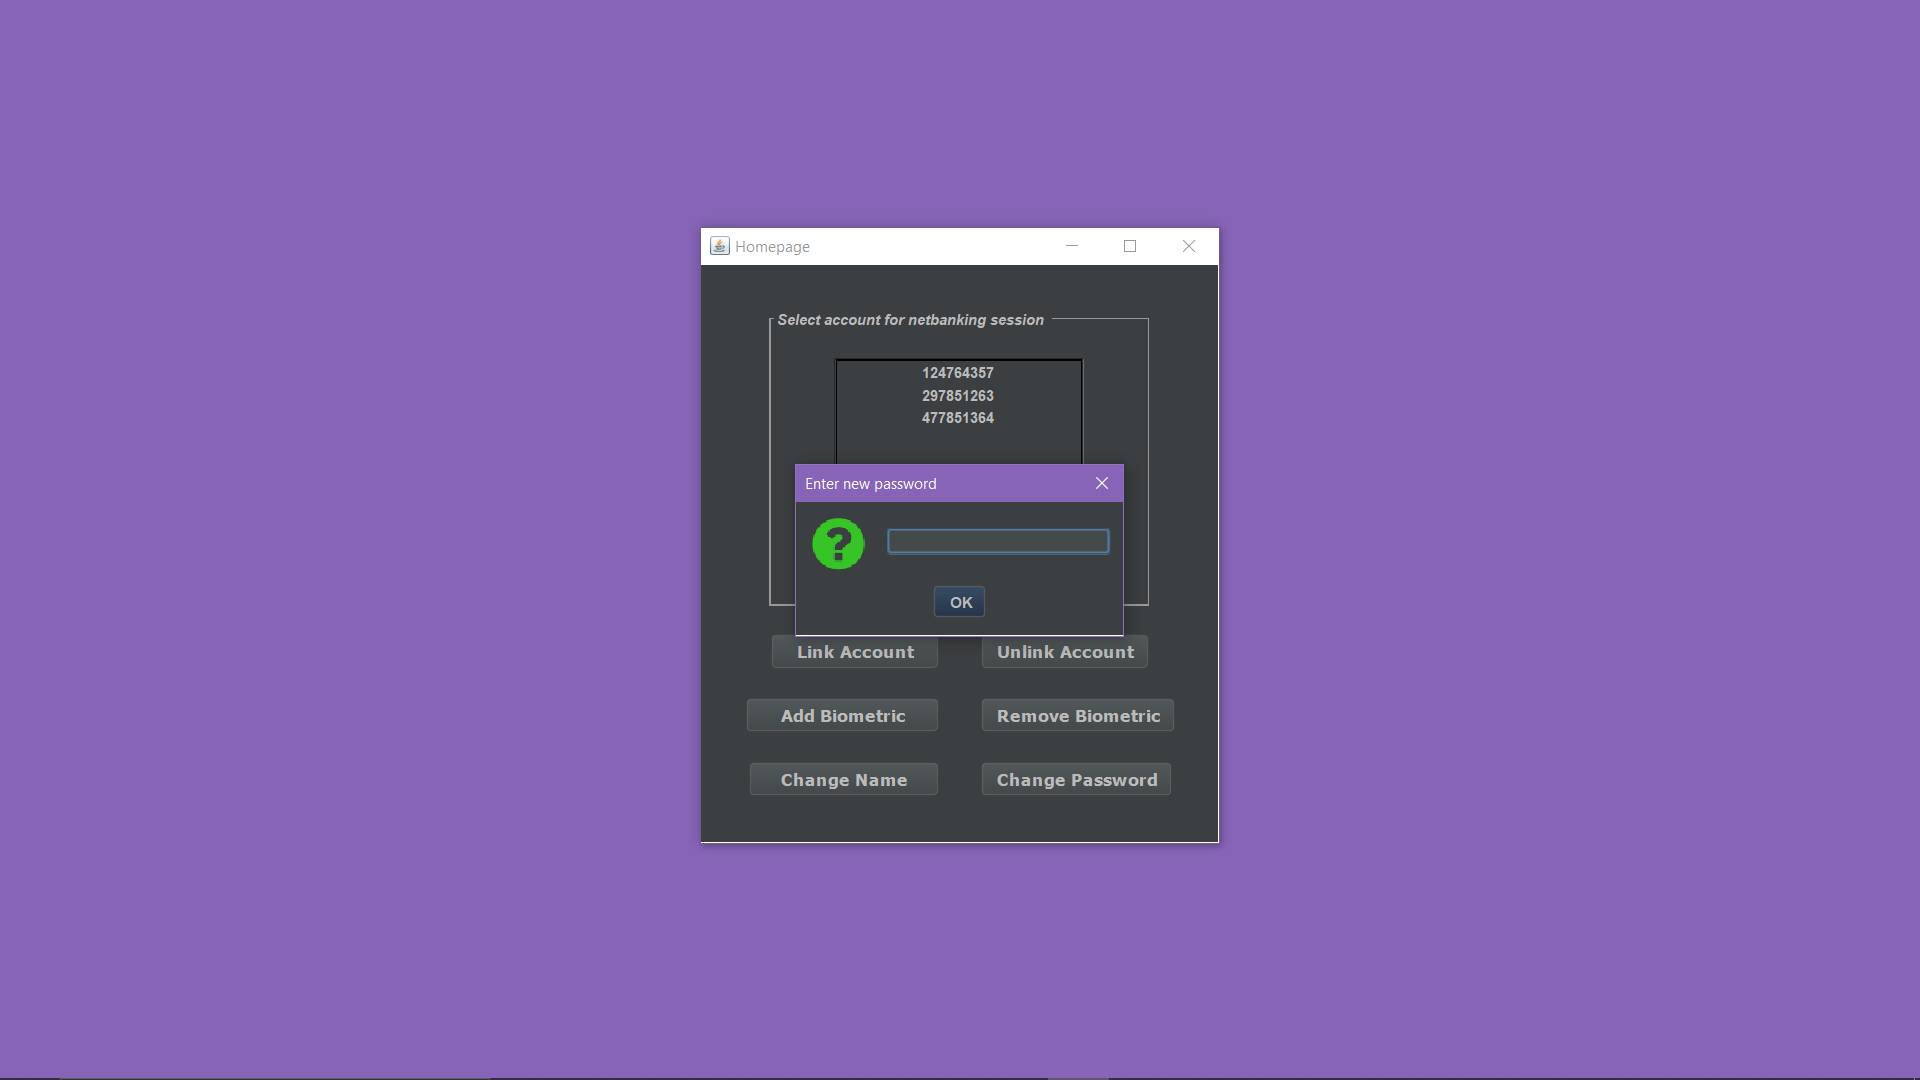 Homepage
Select account for netbanking session
124764357
297851263
477851364
Enter new password
?
OK
Link Account
Unlink Account
Add Biometric
Remove Biometric
Change Name
Change Password